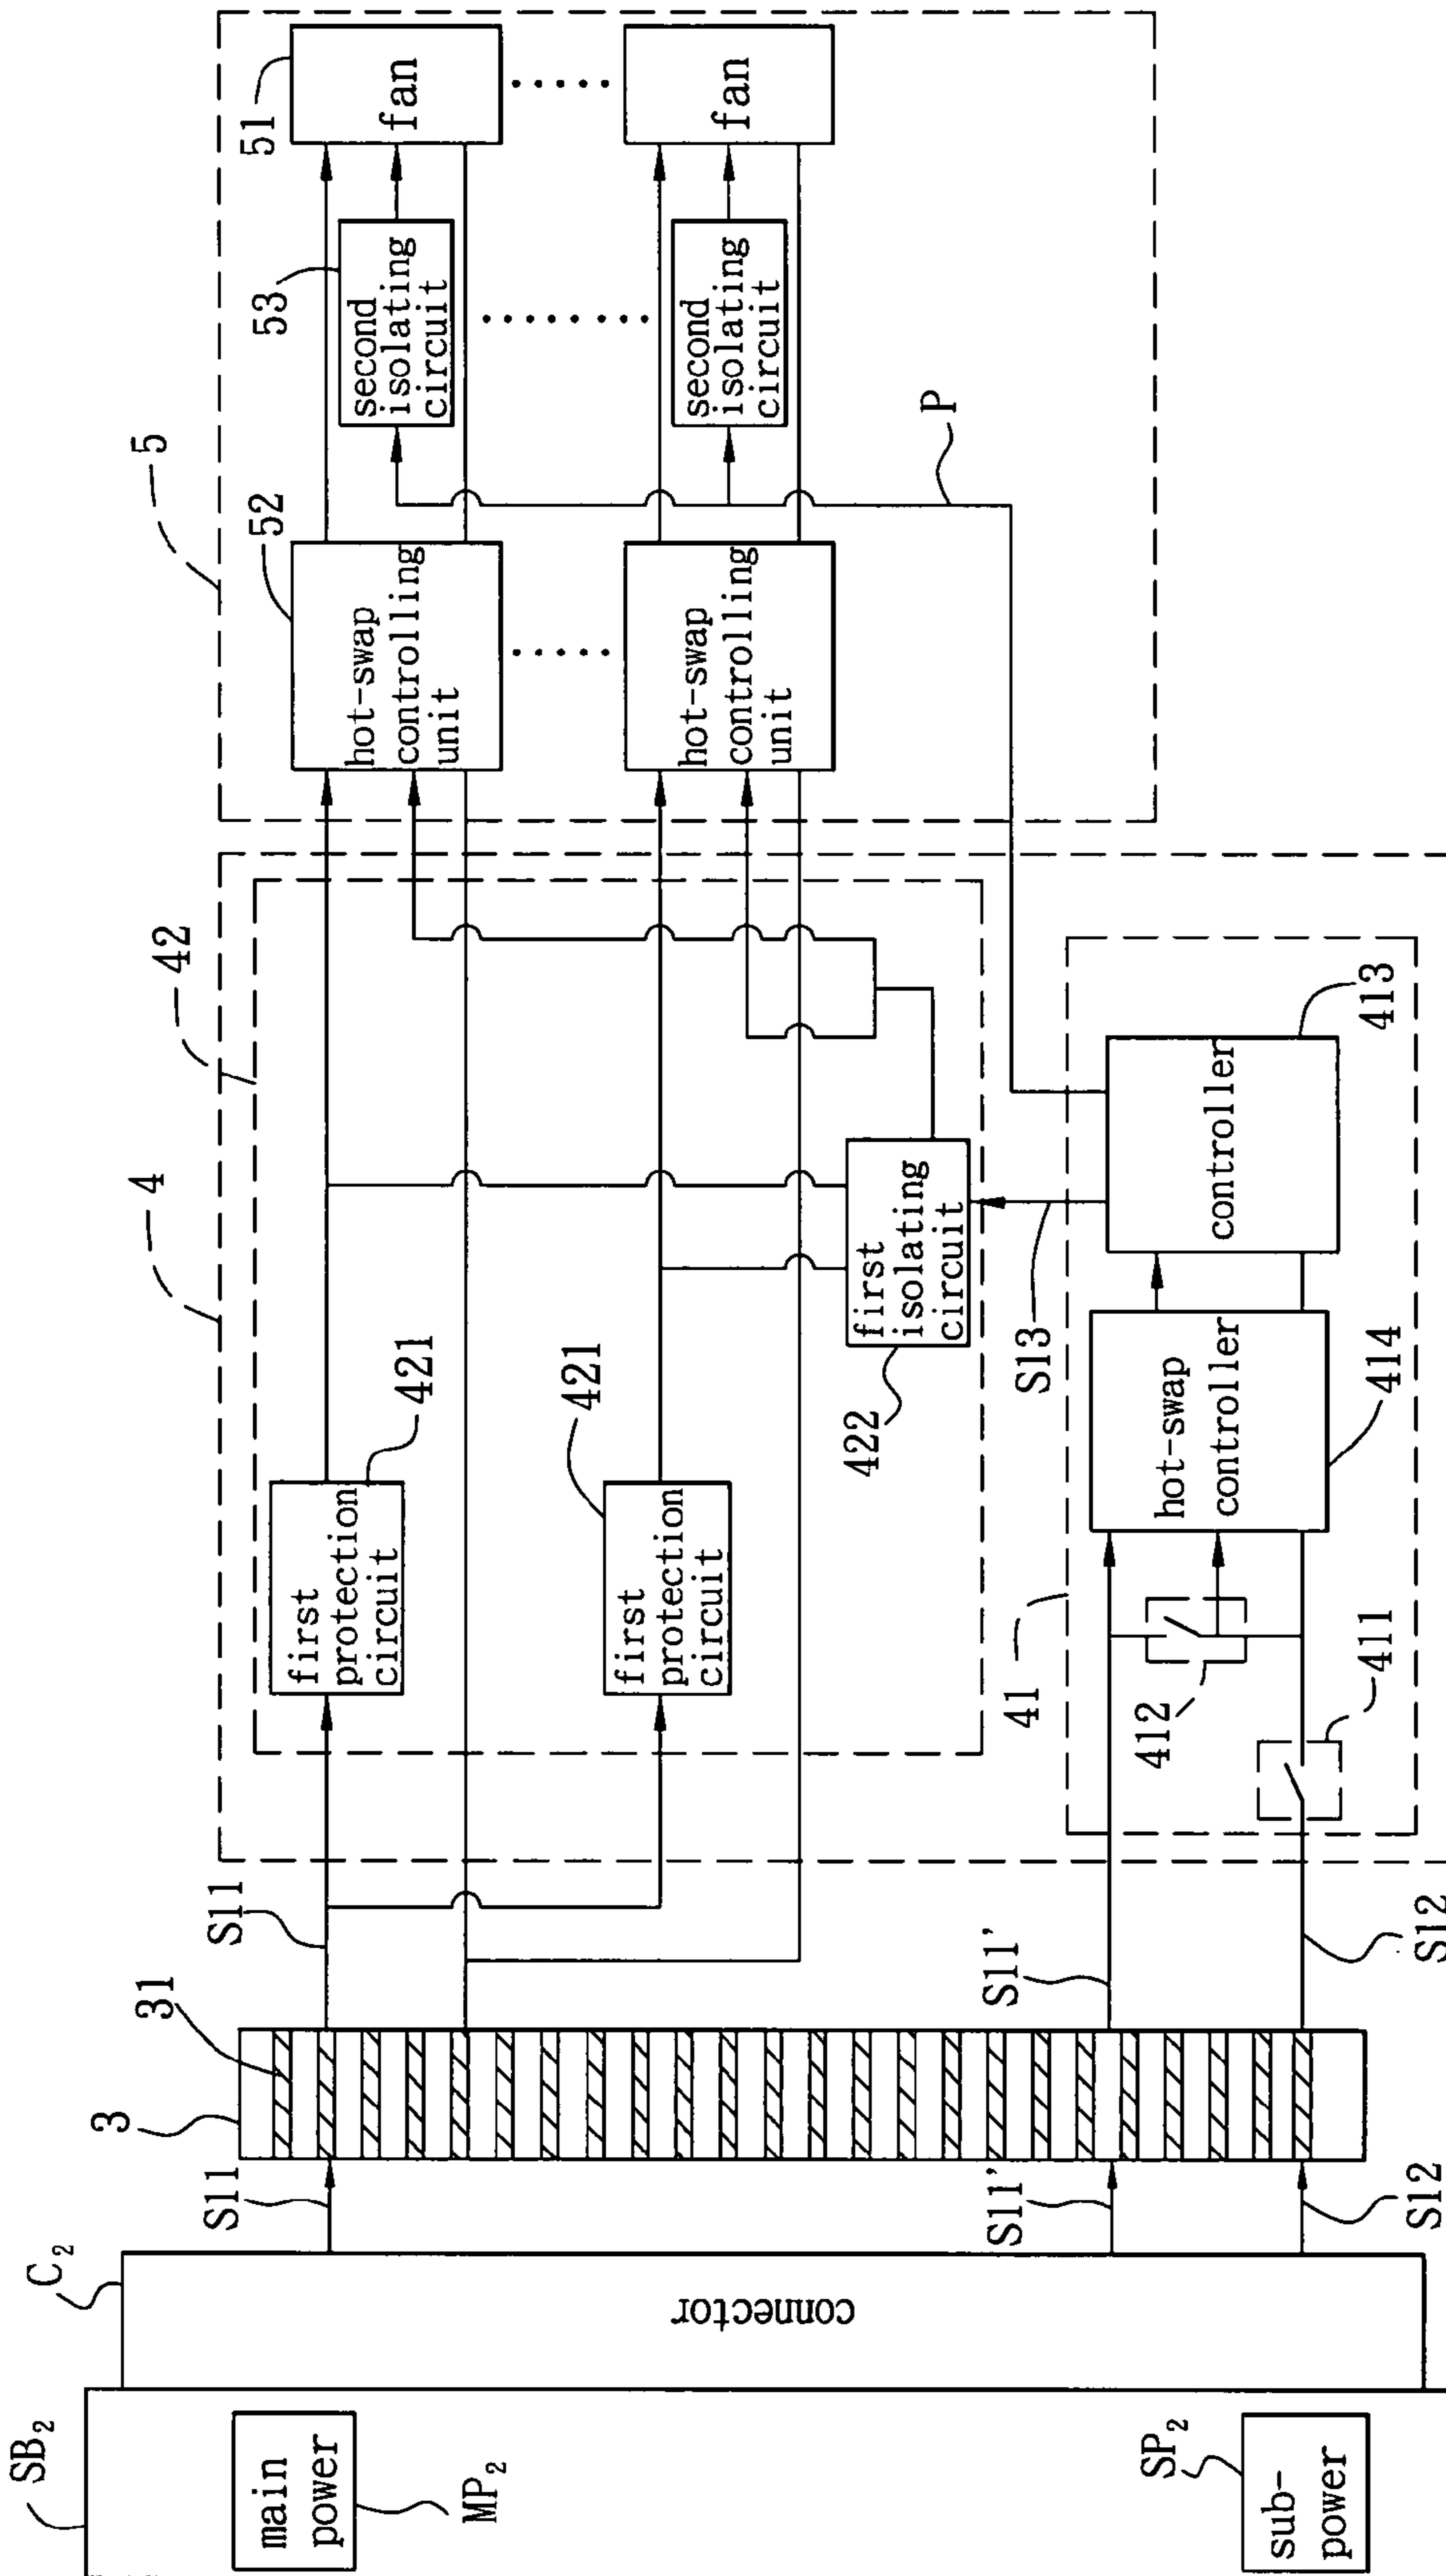 5
51
fan
53
second
isolating
circuit
52
hot-swap
controlling
unit
fan
second
isolating
circuit
P
hot-swap
controlling
unit
4
42
first
protection
circuit
421
first
protection
circuit
421
first
isolating
circuit
422
S13
controller
413
hot-swap
controller
414
41
412
411
S11
S11'
S12
3
31
S11
S11'
S12
C2
connector
SB2
main
power
MP2
SP2
sub-
power